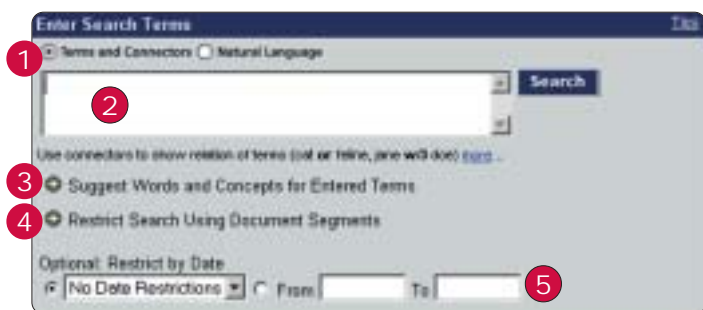 Enter Search Terms Tips
1 Terms and Connectors Natural Language
2 Search
Use connectors to show relation of terms (cat or feline, jane w/3 doe) more...
3 Suggest Words and Concepts for Entered Terms
4 Restrict Search Using Document Segments
Optional: Restrict by Date
No Date Restrictions From To 5